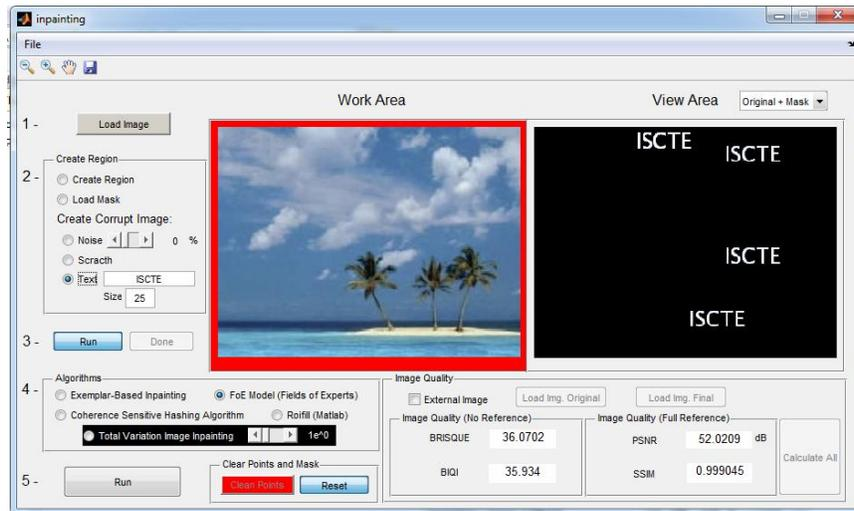 inpainting
File
Work Area
View Area
Original + Mask
1 -
Load Image
ISCTE
ISCTE
ISCTE
ISCTE
Create Region
2 -
Create Region
Load Mask
Create Corrupt Image:
Noise
0 %
Scracth
Text
ISCTE
Size
25
3 -
Run
Done
4 -
Algorithms
Exemplar-Based Inpainting
FoE Model (Fields of Experts)
Coherence Sensitive Hashing Algorithm
Roifill (Matlab)
Total Variation Image Inpainting
1e^0
Image Quality
External Image
Load Img. Original
Load Img. Final
Image Quality (No Reference)
BRISQUE
36.0702
BIQI
35.934
Image Quality (Full Reference)
PSNR
52.0209 dB
SSIM
0.999045
Calculate All
5 -
Run
Clear Points and Mask
Clean Points
Reset